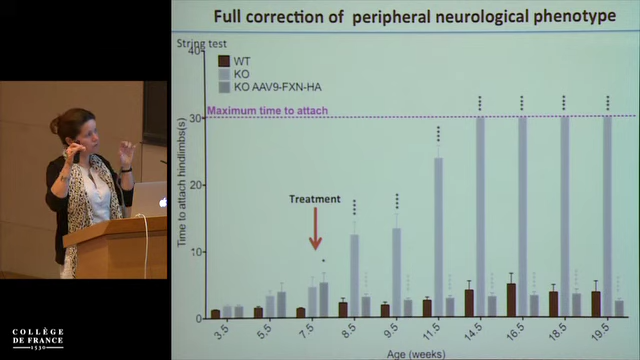 Full correction of peripheral neurological phenotype
String test
40
WT
KO
KO AAV9-FXN-HA
Maximum time to attach
30
Time to attach hindlimbs(s)
20
Treatment
10
0
3.5 5.5 7.5 8.5 9.5 11.5 14.5 16.5 18.5 19.5
Age (weeks)
COLLÈGE
DE FRANCE
1530